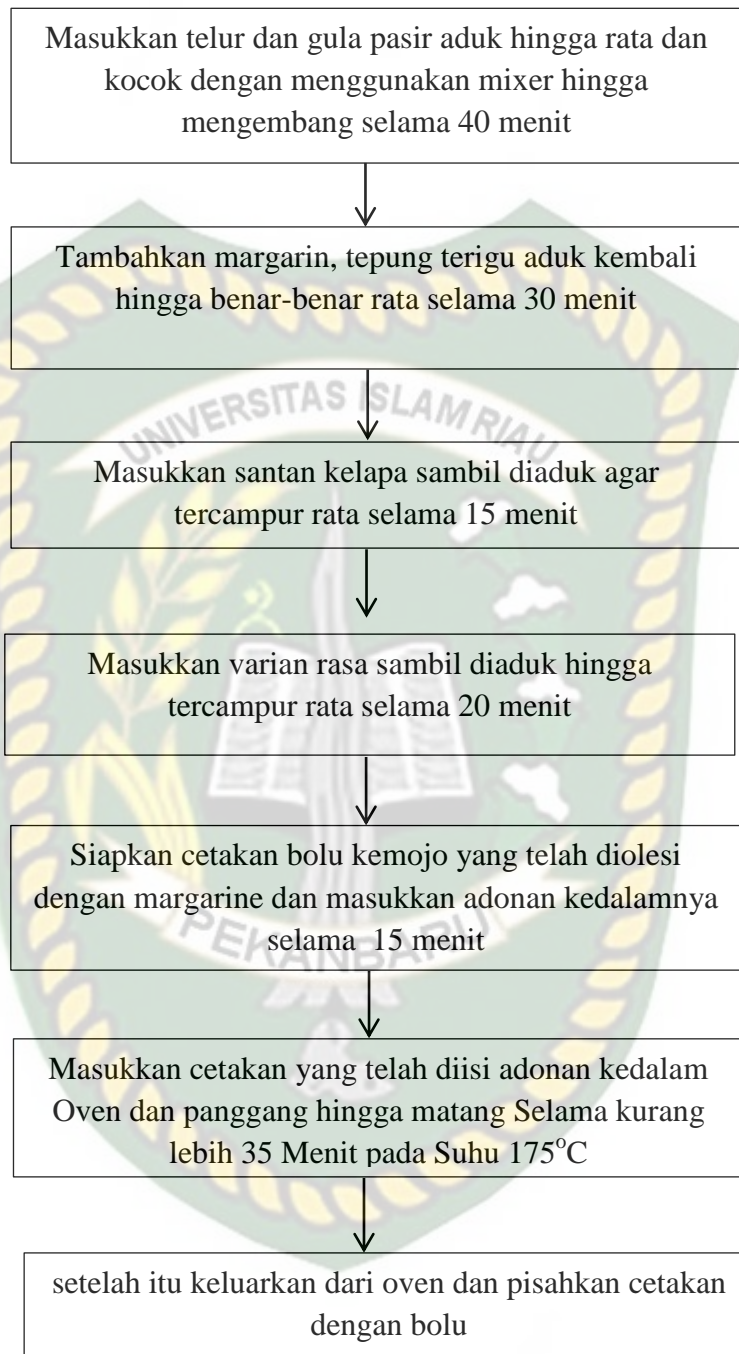 Masukkan telur dan gula pasir aduk hingga rata dan
kocok dengan menggunakan mixer hingga
mengembang selama 40 menit
Tambahkan margarin, tepung terigu aduk kembali
hingga benar-benar rata selama 30 menit
UNIVERSITAS ISLAM RIAU
Masukkan santan kelapa sambil diaduk agar
tercampur rata selama 15 menit
Masukkan varian rasa sambil diaduk hingga
tercampur rata selama 20 menit
Siapkan cetakan bolu kemojo yang telah diolesi
dengan margarine dan masukkan adonan kedalamnya
selama 15 menit
PEKANBARU
Masukkan cetakan yang telah diisi adonan kedalam
Oven dan panggang hingga matang Selama kurang
lebih 35 Menit pada Suhu 175°C
setelah itu keluarkan dari oven dan pisahkan cetakan
dengan bolu